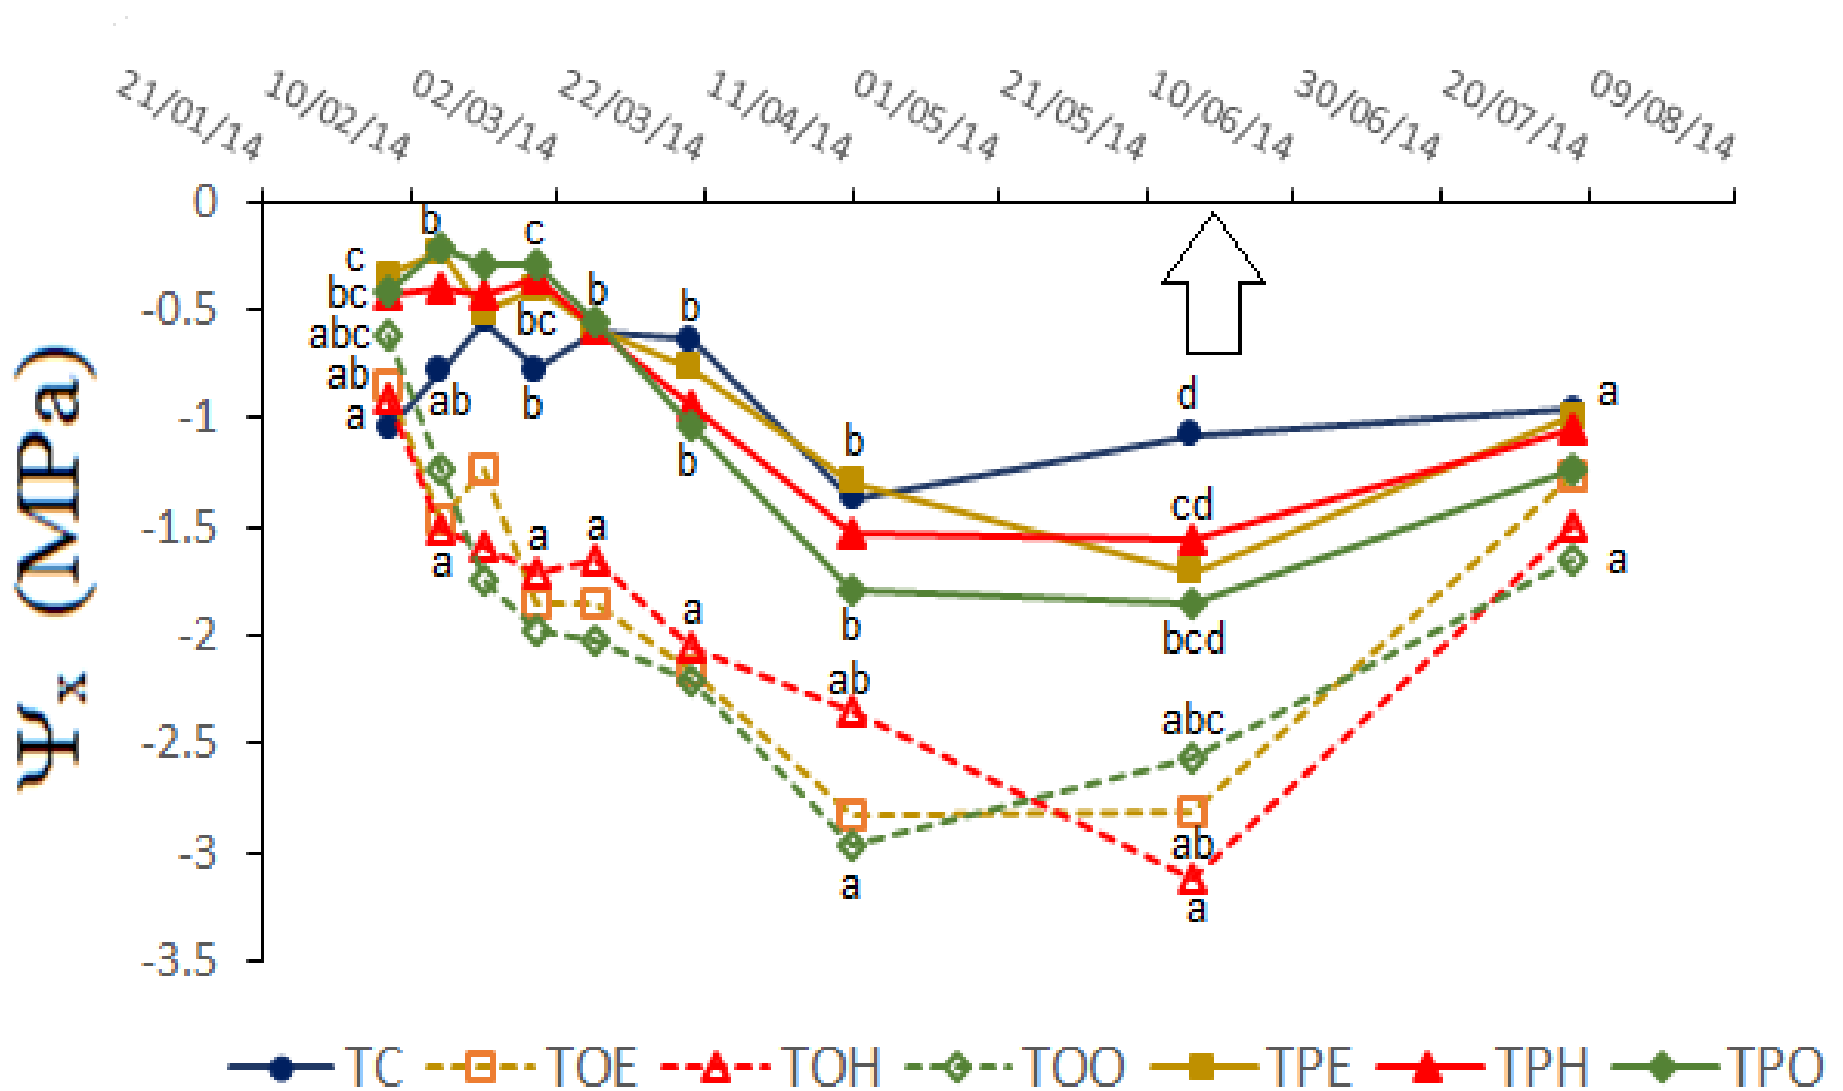 21/01/14 10/02/14 02/03/14 22/03/14 11/04/14 01/05/14 21/05/14 10/06/14 30/06/14 20/07/14 09/08/14
0
-0.5
-1
-1.5
-2
-2.5
-3
-3.5
Ψx (MPa)
b
c
c
bc
abc
ab
a
ab
bc
b
b
b
b
b
b
d
a
cd
bcd
a
a
a
a
ab
a
abc
ab
a
a
TC TOE TOH TOO TPE TPH TPO